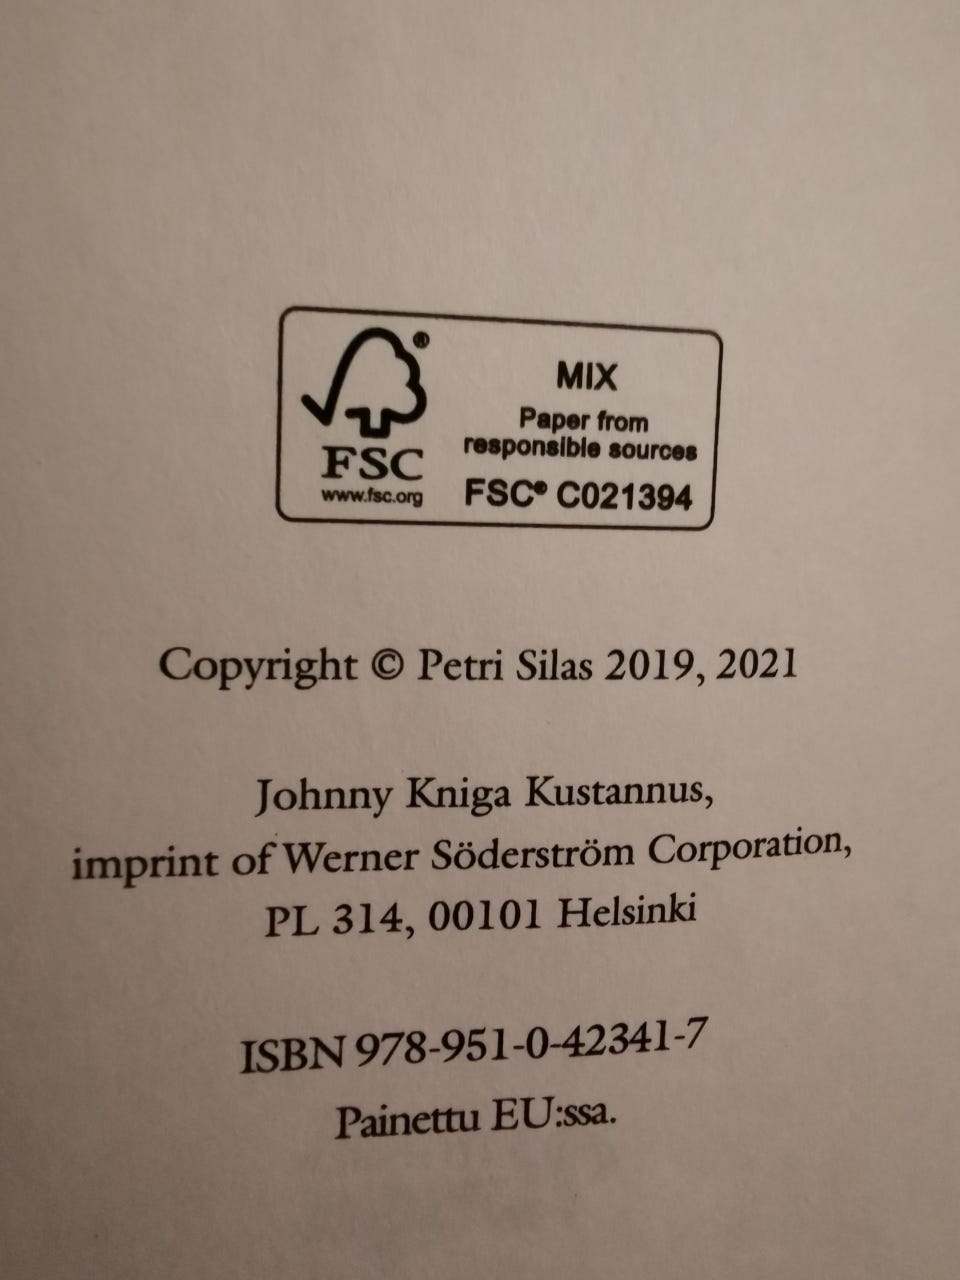 MIX
Paper from
responsible sources
FSC® C021394
®
FSC
www.fsc.org
Copyright © Petri Silas 2019, 2021
Johnny Kniga Kustannus,
imprint of Werner Söderström Corporation,
PL 314, 00101 Helsinki
ISBN 978-951-0-42341-7
Painettu EU:ssa.